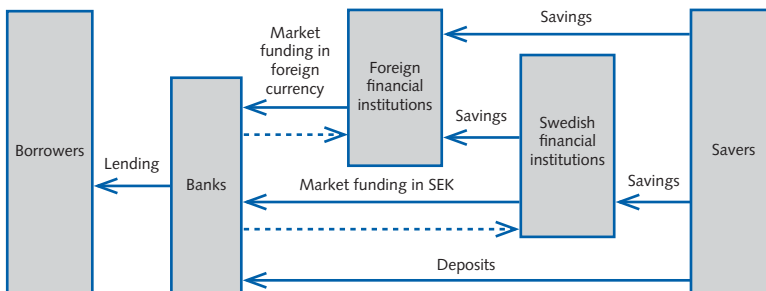 Savings
Market
funding in
foreign
currency
Foreign
financial
institutions
Savings
Swedish
financial
institutions
Borrowers
Lending
Banks
Market funding in SEK
Savings
Savers
Deposits